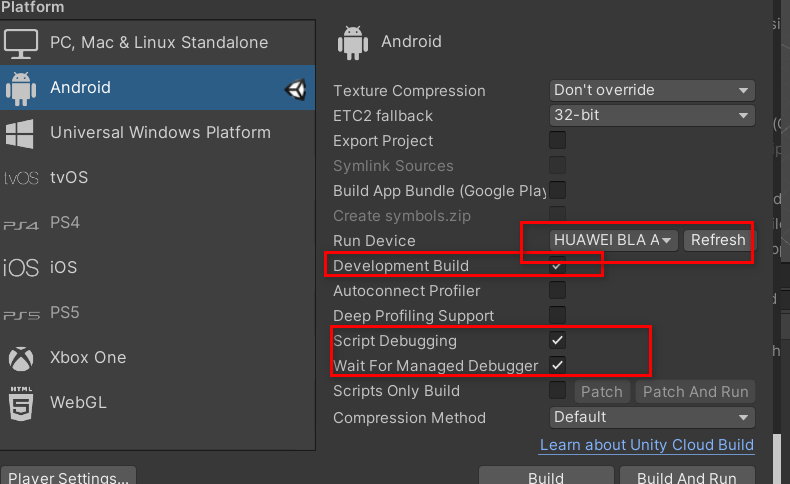 Platform
PC, Mac & Linux Standalone
Android
Universal Windows Platform
tvOS tvOS
PS4 PS4
iOS iOS
PS5 PS5
Xbox One
HTML
WebGL
Player Settings...
Android
Texture Compression Don't override
ETC2 fallback 32-bit
Export Project
Symlink Sources
Build App Bundle (Google Play
Create symbols.zip
Run Device HUAWEI BLA A Refresh
Development Build
Autoconnect Profiler
Deep Profiling Support
Script Debugging
Wait For Managed Debugger
Scripts Only Build Patch Patch And Run
Compression Method Default
Learn about Unity Cloud Build
Build Build And Run